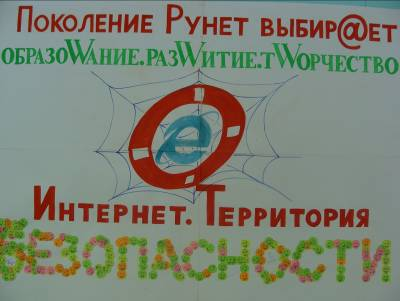 Поколение Рунет выбир@ет
образоWание.разWитие.тWорчество
Интернет.Территория
БЕЗОПАСНОСТИ